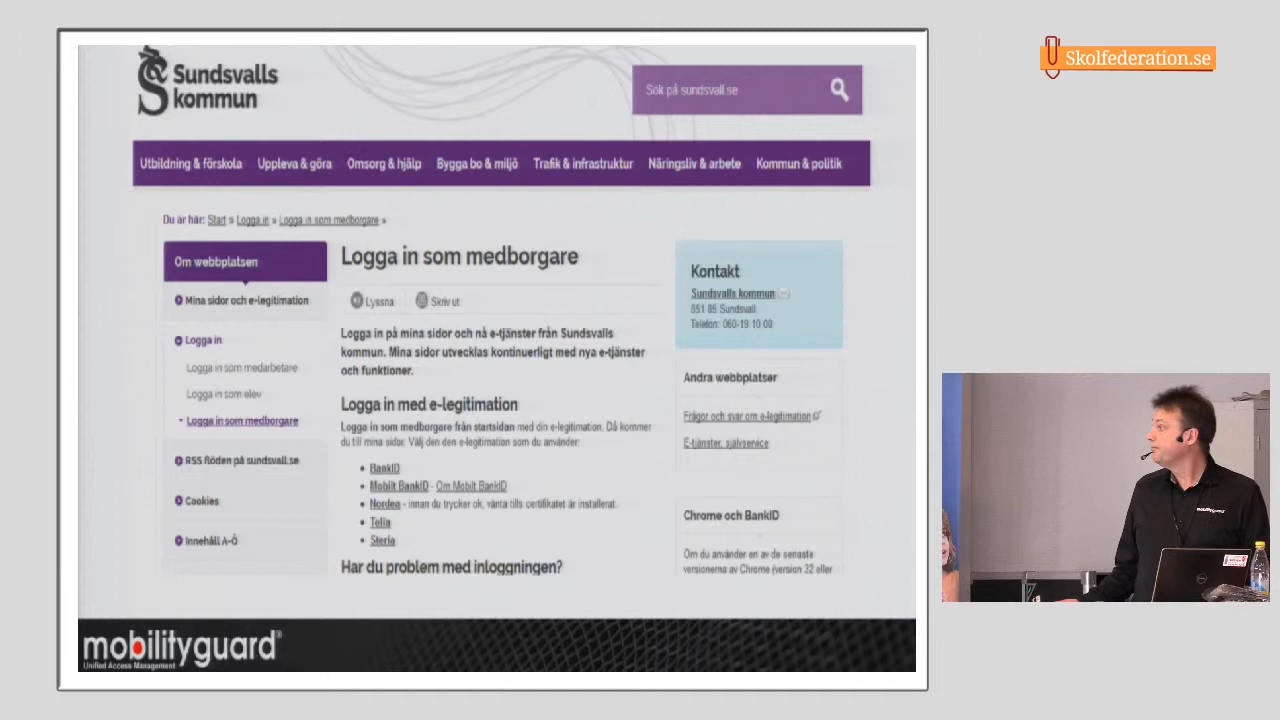 Sundsvalls
kommun
Sök på sundsvall.se
Skolfederation.se
Utbildning & förskola Uppleva & göra Omsorg & hjälp Bygga bo & miljö Trafik & infrastruktur Näringsliv & arbete Kommun & politik
Du är här: Start » Logga in » Logga in som medborgare »
Om webbplatsen
Mina sidor och e-legitimation
Logga in
Logga in som medarbetare
Logga in som elev
- Logga in som medborgare
RSS flöden på sundsvall.se
Cookies
Innehåll A-Ö
Logga in som medborgare
Lyssna Skriv ut
Logga in på mina sidor och nå e-tjänster från Sundsvalls
kommun. Mina sidor utvecklas kontinuerligt med nya e-tjänster
och funktioner.
Logga in med e-legitimation
Logga in som medborgare från startsidan med din e-legitimation. Då kommer
du till mina sidor. Välj den den e-legitimation som du använder:
• BankID
• Mobilt BankID - Om Mobilt BankID
• Nordea - innan du trycker ok, vänta tills certifikatet är installerat.
• Telia
• Steria
Har du problem med inloggningen?
Kontakt
Sundsvalls kommun
851 85 Sundsvall
Telefon: 060-19 10 00
Andra webbplatser
Frågor och svar om e-legitimation
E-tjänster, självservice
Chrome och BankID
Om du använder en av de senaste
versionerna av Chrome (version 32 eller
mobilityguard®
Unified Access Management
mobilityguard